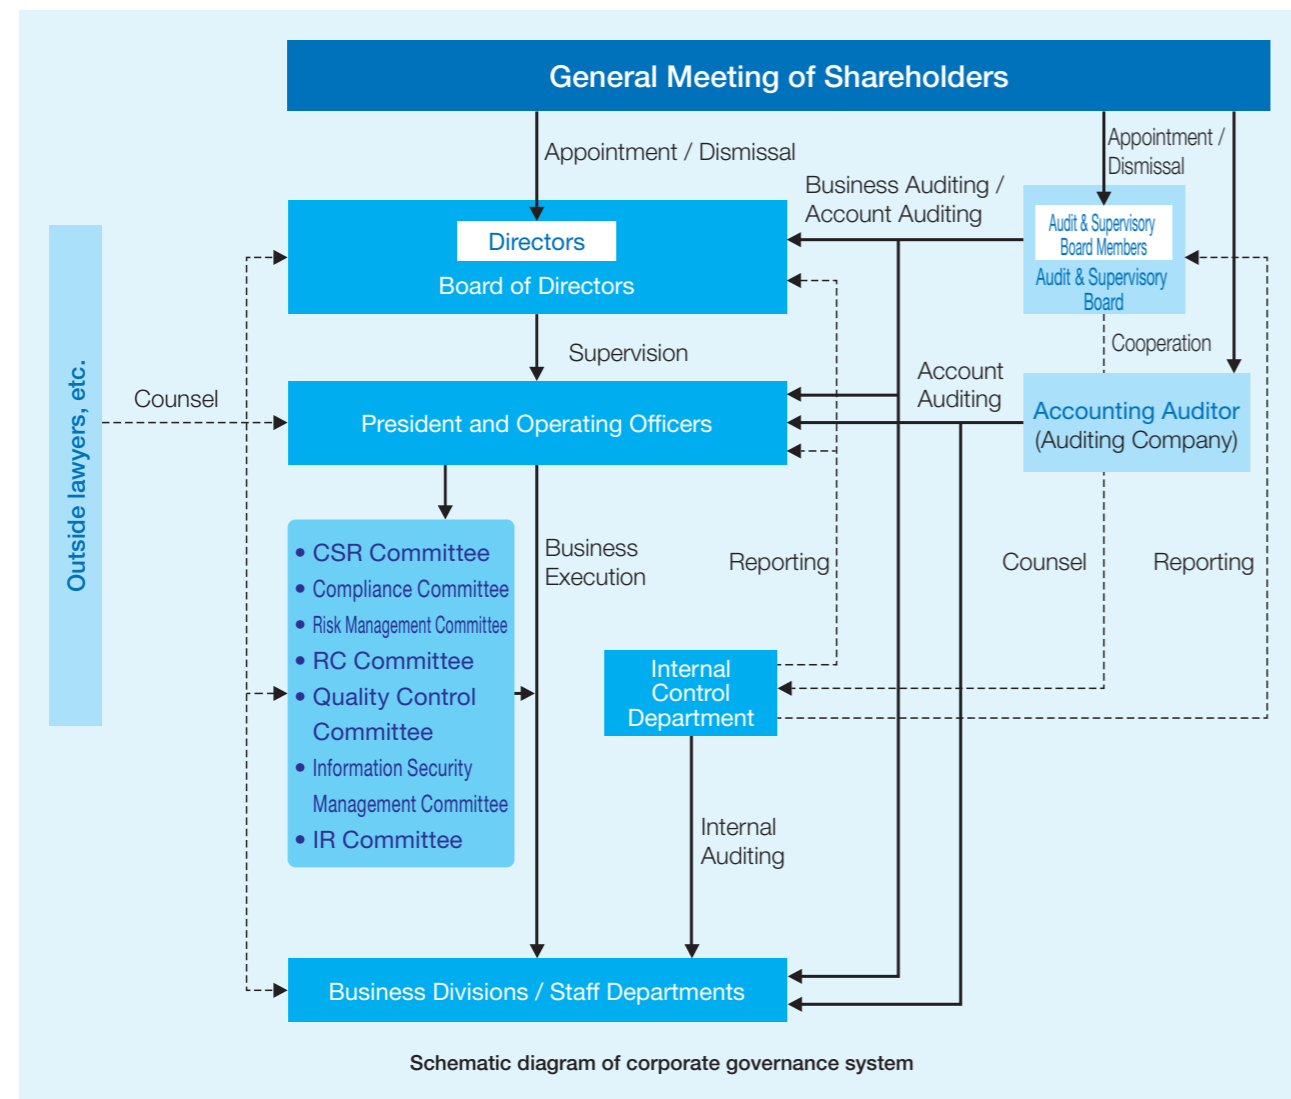 General Meeting of Shareholders
Appointment / Dismissal
Appointment /
Dismissal
Business Auditing /
Account Auditing
Directors
Board of Directors
Audit & Supervisory
Board Members
Audit & Supervisory
Board
Supervision
Cooperation
Outside lawyers, etc.
Counsel
President and Operating Officers
Account
Auditing
Accounting Auditor
(Auditing Company)
• CSR Committee
• Compliance Committee
• Risk Management Committee
• RC Committee
• Quality Control
Committee
• Information Security
Management Committee
• IR Committee
Business
Execution
Reporting
Counsel
Reporting
Internal
Control
Department
Internal
Auditing
Business Divisions / Staff Departments
Schematic diagram of corporate governance system